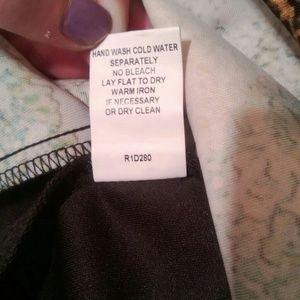 HAND WASH COLD WATER
SEPARATELY
NO BLEACH
LAY FLAT TO DRY
WARM IRON
IF NECESSARY
OR DRY CLEAN
R1D280